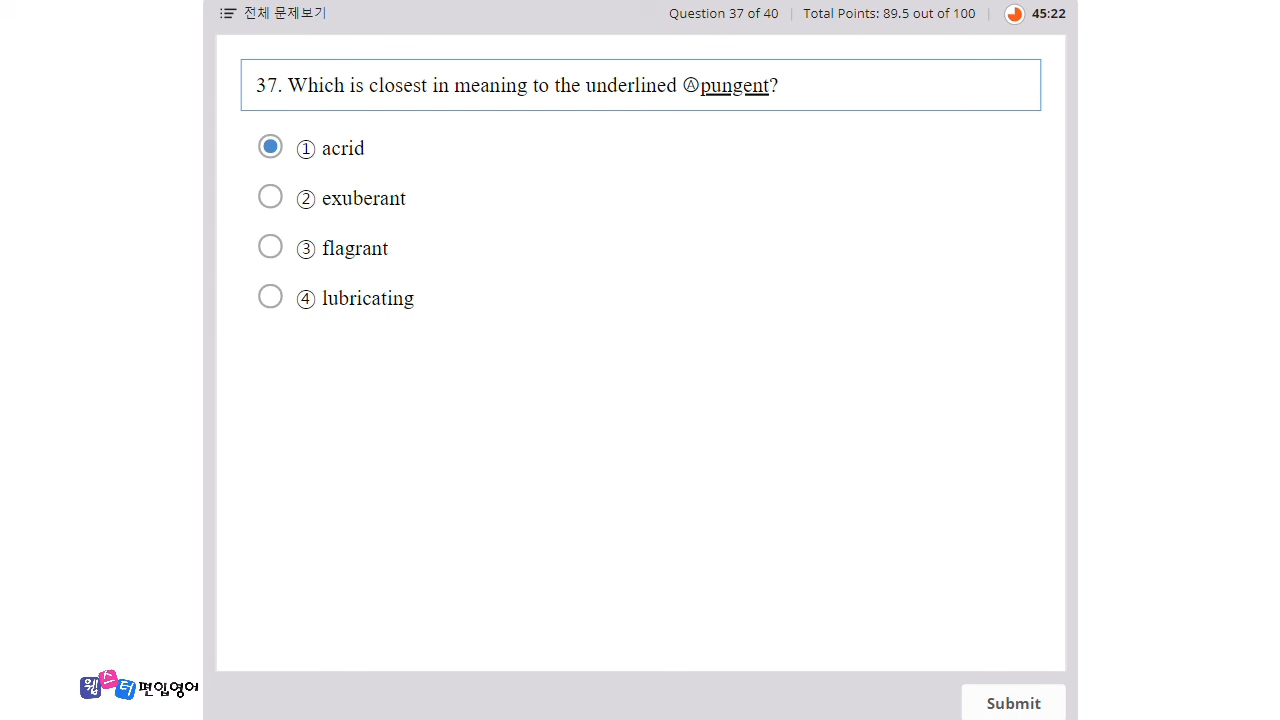 전체 문제보기
Question 37 of 40 | Total Points: 89.5 out of 100 | 45:22
37. Which is closest in meaning to the underlined Ⓐpungent?
① acrid
② exuberant
③ flagrant
④ lubricating
웹스터 편입영어
Submit